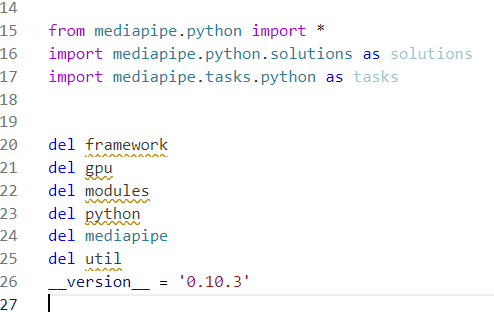 14
15 from mediapipe.python import *
16 import mediapipe.python.solutions as solutions
17 import mediapipe.tasks.python as tasks
18
19
20 del framework
21 del gpu
22 del modules
23 del python
24 del mediapipe
25 del util
26 __version__ = '0.10.3'
27